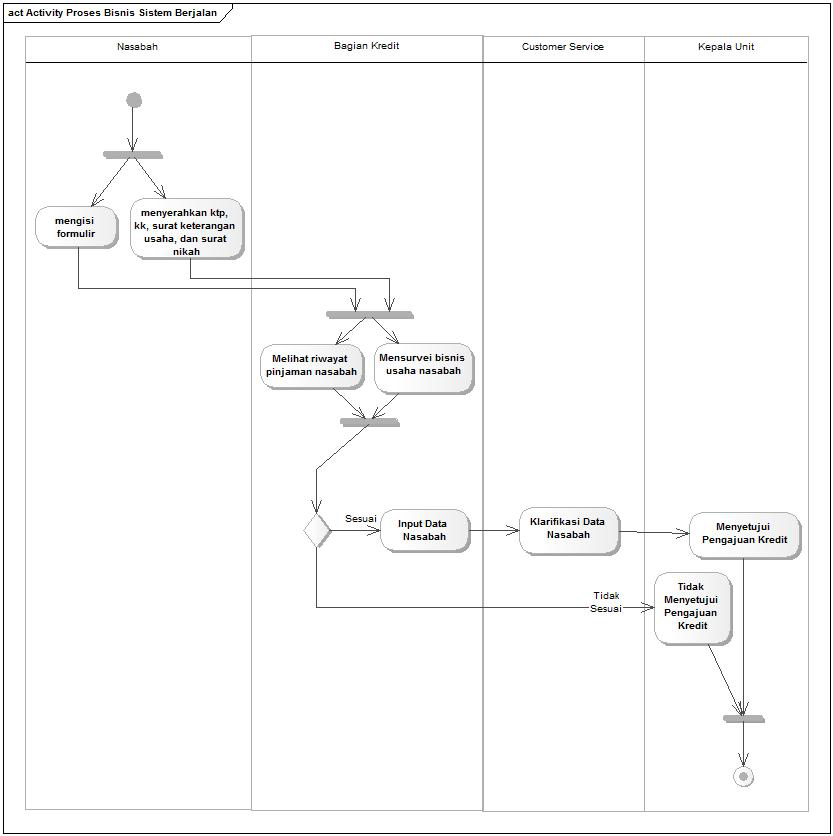 act Activity Proses Bisnis Sistem Berjalan
Nasabah
Bagian Kredit
Customer Service
Kepala Unit
mengisi
formulir
menyerahkan ktp,
kk, surat keterangan
usaha, dan surat
nikah
Melihat riwayat
pinjaman nasabah
Mensurvei bisnis
usaha nasabah
Sesuai
Input Data
Nasabah
Klarifikasi Data
Nasabah
Menyetujui
Pengajuan Kredit
Tidak
Sesuai
Tidak
Menyetujui
Pengajuan
Kredit